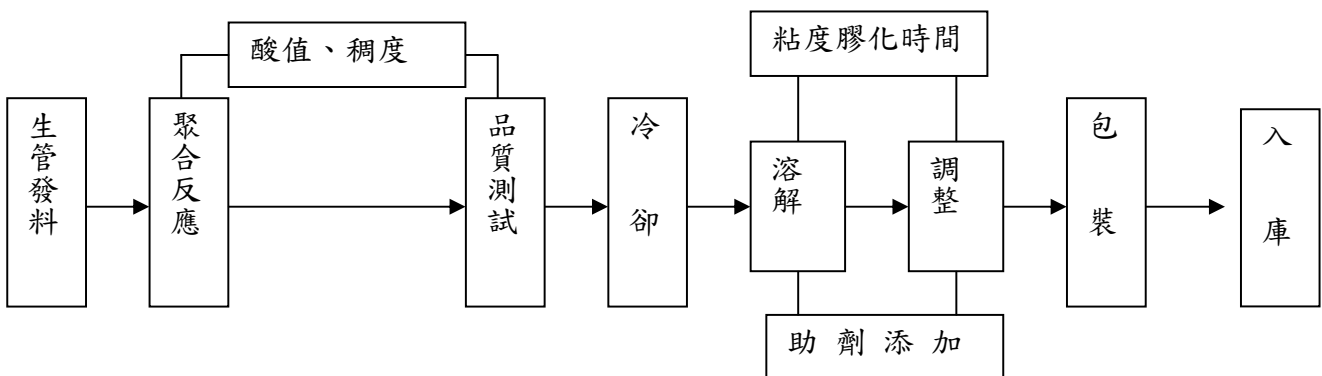 酸值、稠度
粘度膠化時間
生管發料
聚合反應
品質測試
冷卻
溶解
調整
包裝
入庫
助劑添加